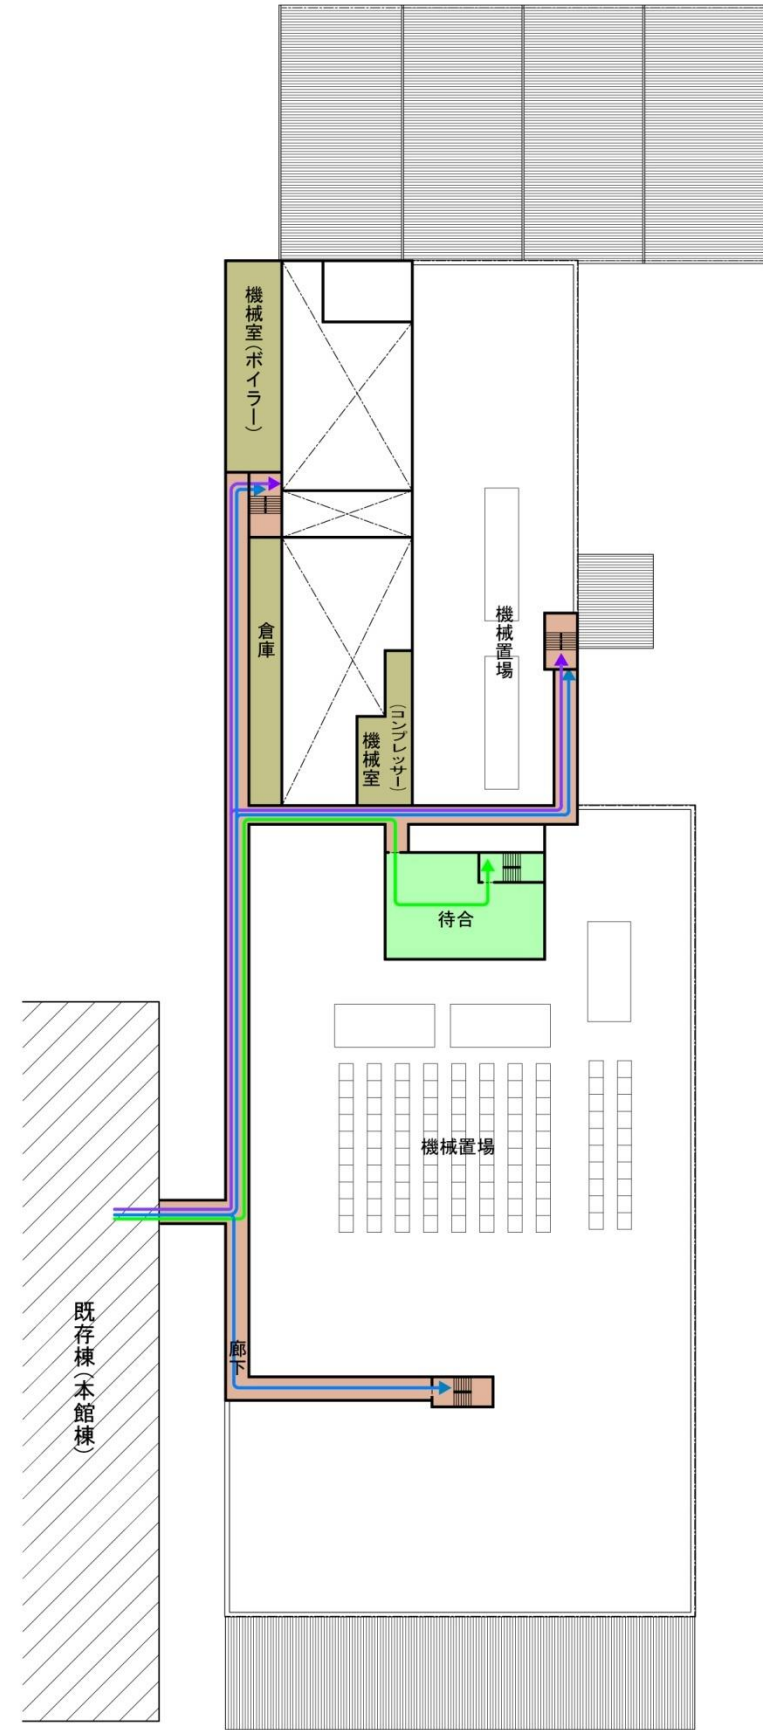 機械室(ボイラー)
倉庫
機械置場
機械室
(コンプレッサー)
待合
機械置場
既存棟(本館棟)
廊下